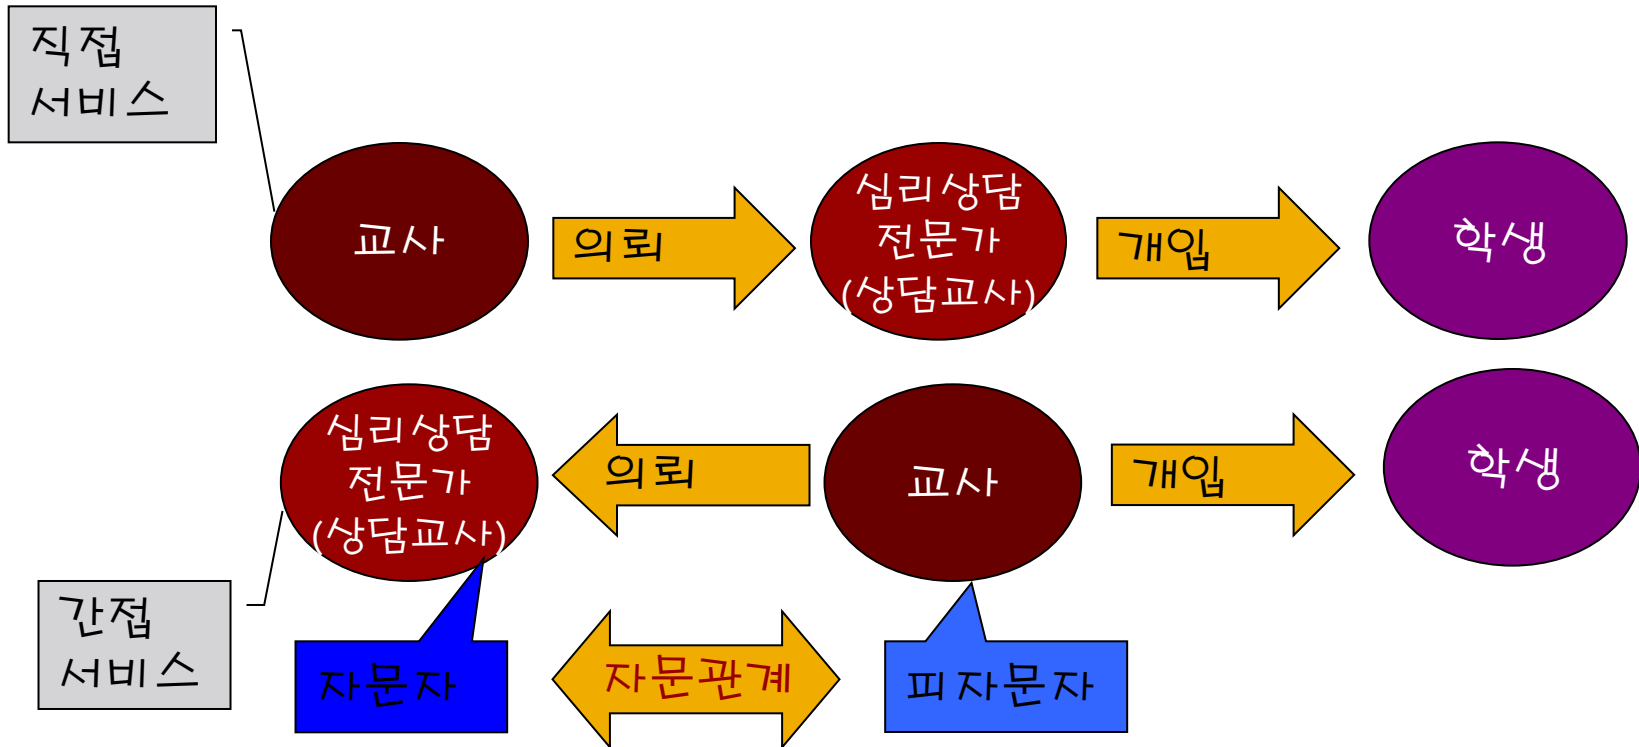 직접
서비스
교사
의뢰
심리상담
전문가
(상담교사)
개입
학생
심리상담
전문가
(상담교사)
의뢰
교사
개입
학생
간접
서비스
자문자
자문관계
피자문자